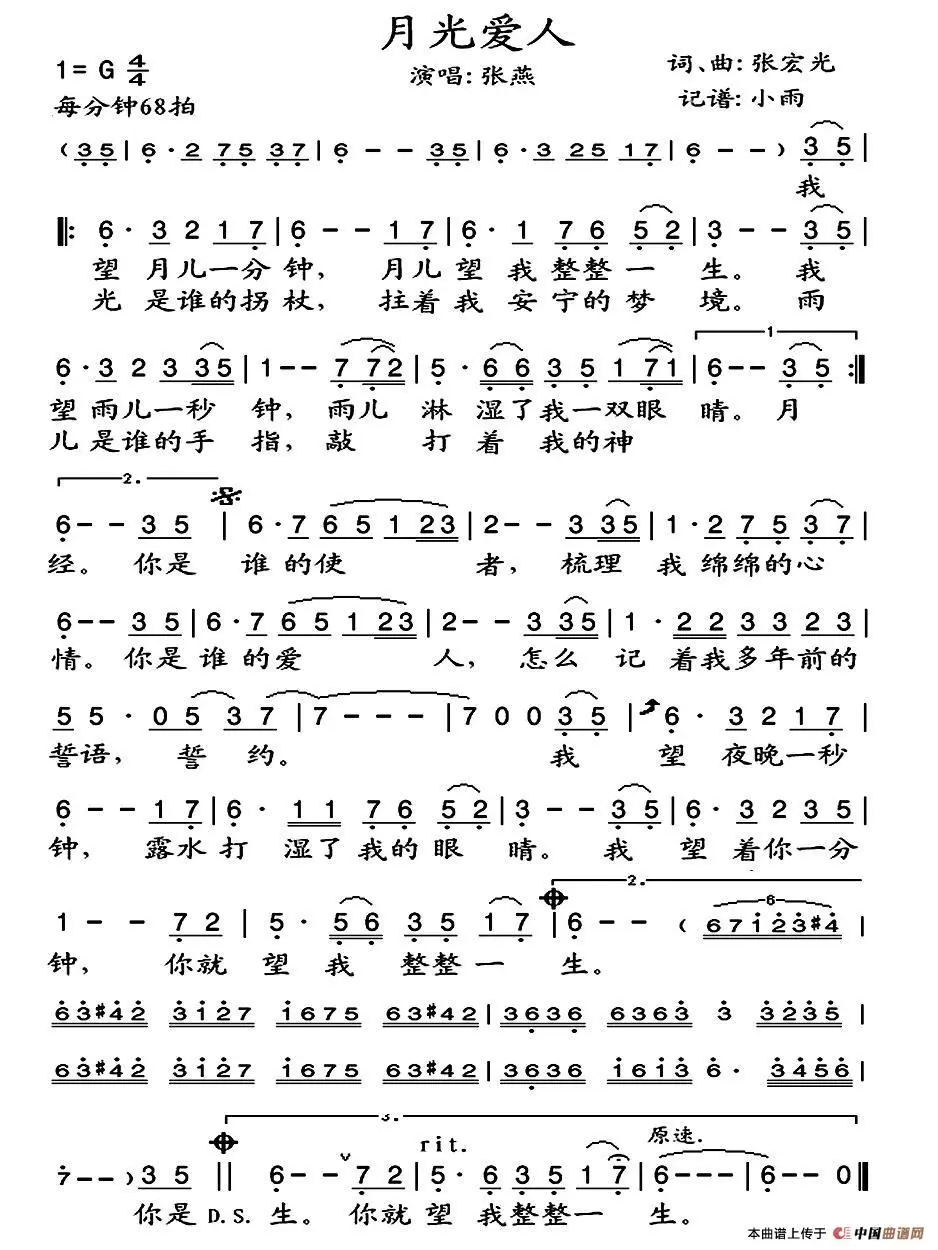 月光爱人
1= G 4/4
演唱: 张燕
词、曲: 张宏光
每分钟68拍
记谱: 小雨
( 3 5 | 6 · 2 7 5 3 7 | 6 - - 3 5 | 6 · 3 2 5 1 7 | 6 - - ) 3 5 |
我
‖: 6 · 3 2 1 7 | 6 - - 1 7 | 6 · 1 7 6 5 2 | 3 - - 3 5 |
望 月儿一分 钟, 月儿 望 我 整整 一 生。 我
光 是谁的拐 杖, 拄着 我 安 宁的 梦 境。 雨
1
6 · 3 2 3 3 5 | 1 - - 7 7 2 | 5 · 6 6 3 5 1 7 1 | 6 - - 3 5 :‖
望 雨儿一秒 钟, 雨儿 淋 湿了我一双眼 睛。 月
儿 是谁的手 指, 敲 打 着 我的神
2.
6 - - 3 5 | 6 · 7 6 5 1 2 3 | 2 - - 3 3 5 | 1 · 2 7 5 3 7 |
经。 你是 谁 的使 者, 梳理 我 绵绵的心
6 - - 3 5 | 6 · 7 6 5 1 2 3 | 2 - - 3 3 5 | 1 · 2 2 3 3 2 3 |
情。 你是 谁 的爱 人, 怎么 记 着我多年前的
5 5 · 0 5 3 7 | 7 - - - | 7 0 0 3 5 | 6 · 3 2 1 7 |
誓语, 誓 约。 我 望 夜晚一秒
6 - - 1 7 | 6 · 1 1 7 6 5 2 | 3 - - 3 5 | 6 · 3 2 3 5 |
钟, 露水 打 湿了 我的 眼 睛。 我 望 着你一分
2.
6
1 - - 7 2 | 5 · 5 6 3 5 1 7 | 6 - - ( 6 7 1 2 3 #4 |
钟, 你就 望 我 整整 一 生。
6 3 #4 2 3 1 2 7 1 6 7 5 6 3 #4 2 | 3 6 3 6 6 3 6 3 3 3 2 3 5 |
6 3 #4 2 3 1 2 7 1 6 7 5 6 3 #4 2 | 3 6 3 6 1 6 1 3 6 · 3 4 5 6 |
3.
rit.
原速.
7 - - ) 3 5 ‖ 6 - - 7 2 | 5 · 6 3 5 1 7 | 6 - - - | 6 - - 0 ‖
你是 D.S. 生。 你就 望 我整整一 生。
本曲谱上传于 中国曲谱网